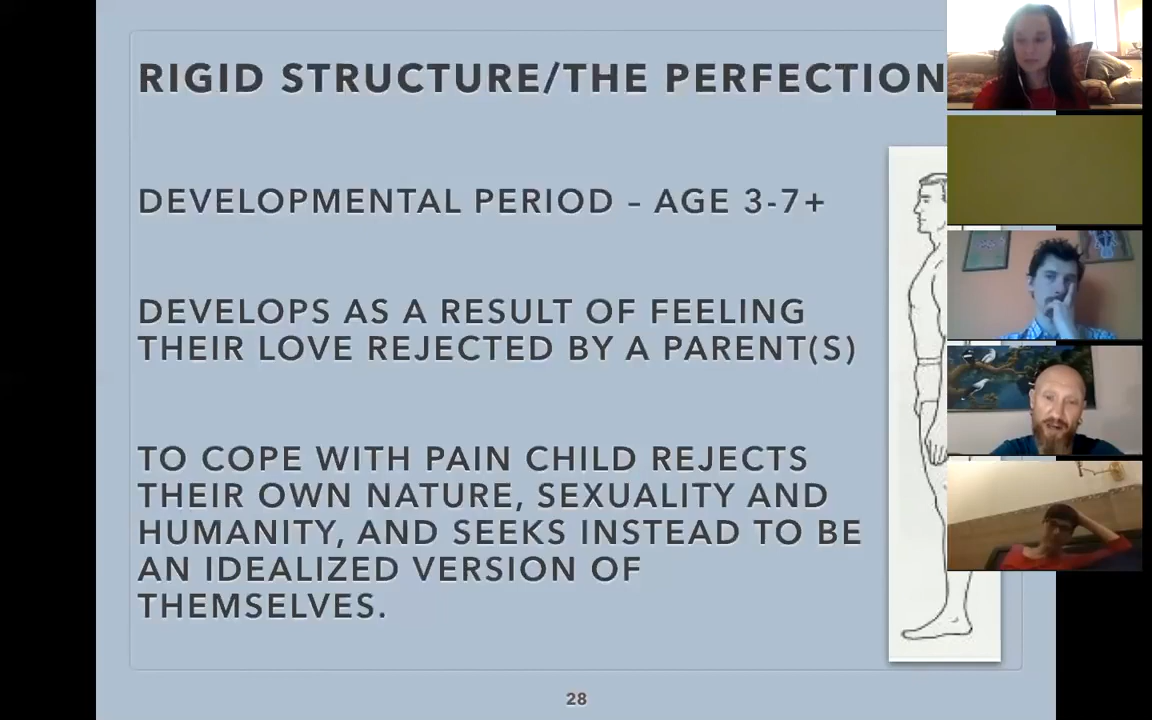 RIGID STRUCTURE/THE PERFECTION
DEVELOPMENTAL PERIOD – AGE 3-7+
DEVELOPS AS A RESULT OF FEELING
THEIR LOVE REJECTED BY A PARENT(S)
TO COPE WITH PAIN CHILD REJECTS
THEIR OWN NATURE, SEXUALITY AND
HUMANITY, AND SEEKS INSTEAD TO BE
AN IDEALIZED VERSION OF
THEMSELVES.
28